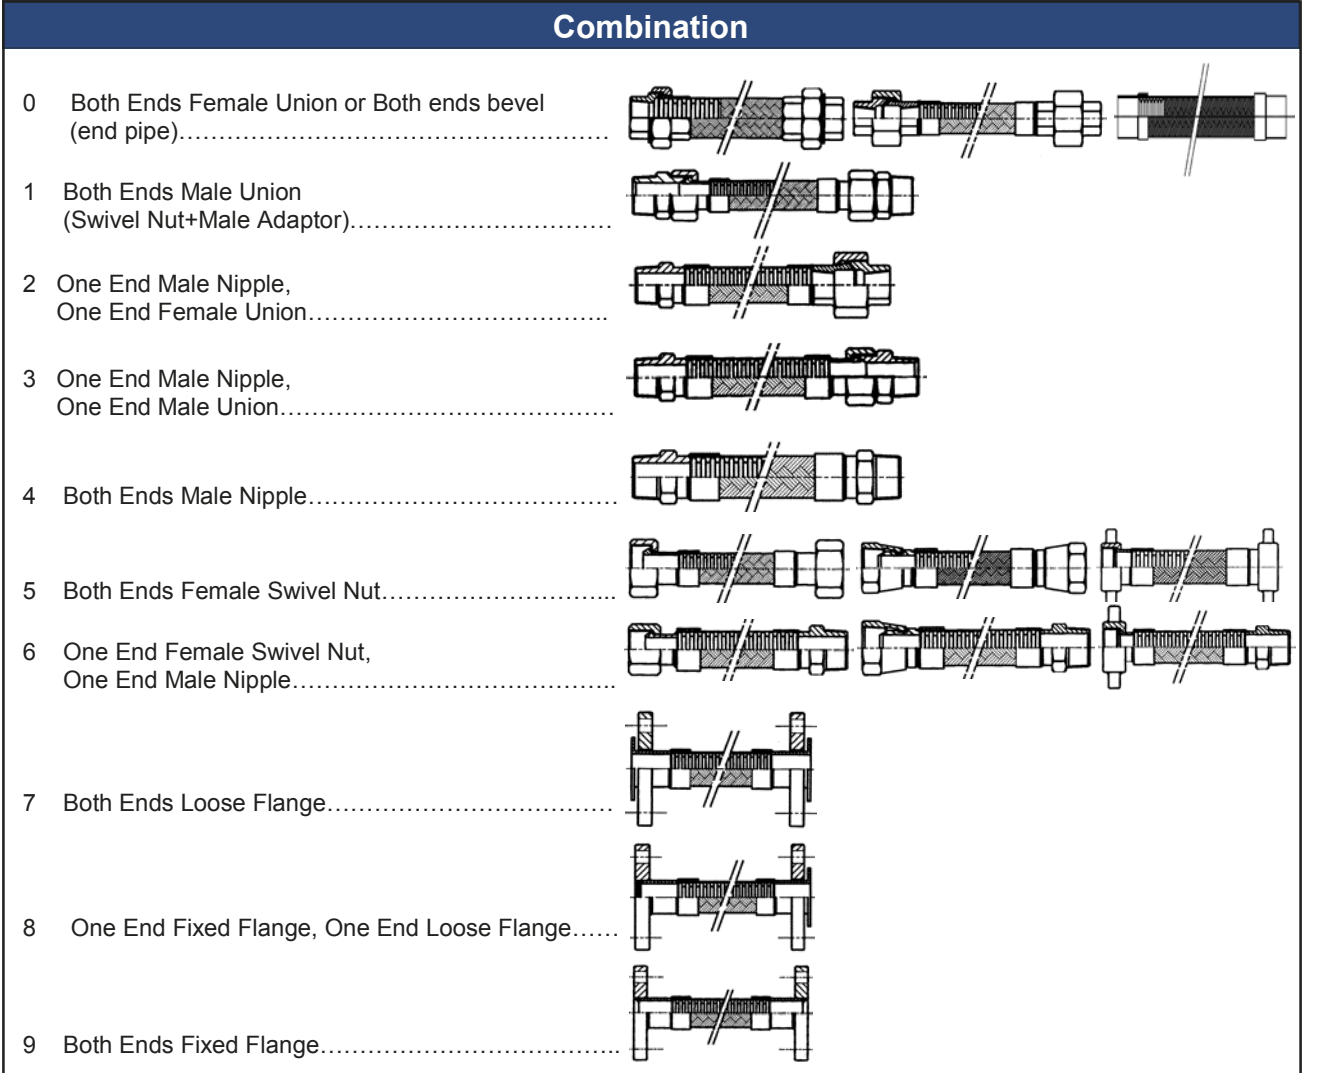 Combination
0 Both Ends Female Union or Both ends bevel
(end pipe)……………………………………………
1 Both Ends Male Union
(Swivel Nut+Male Adaptor)……………………………
2 One End Male Nipple,
One End Female Union………………………………..
3 One End Male Nipple,
One End Male Union……………………………………
4 Both Ends Male Nipple…………………………………
5 Both Ends Female Swivel Nut………………………...
6 One End Female Swivel Nut,
One End Male Nipple…………………………………..
7 Both Ends Loose Flange………………………………
8 One End Fixed Flange, One End Loose Flange……
9 Both Ends Fixed Flange………………………………..